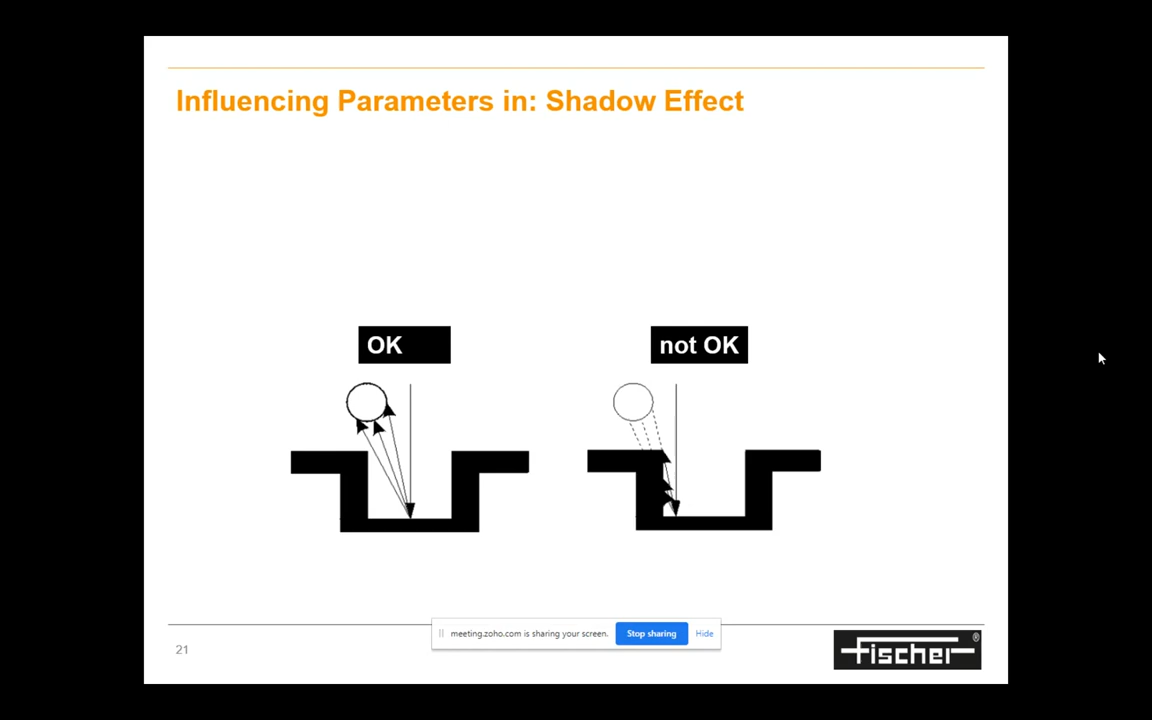 Influencing Parameters in: Shadow Effect
OK
not OK
meeting.zoho.com is sharing your screen.
Stop sharing
Hide
21
fischer®